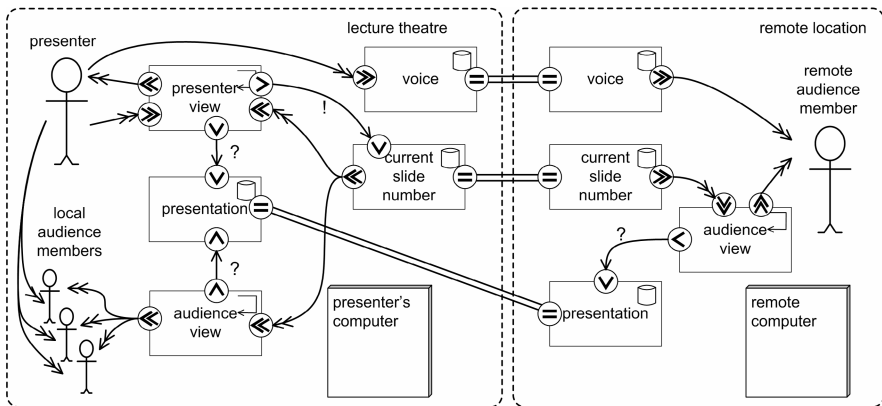 lecture theatre
remote location
presenter
voice
voice
remote
audience
member
presenter
view
!
?
current
slide
number
current
slide
number
presentation
local
audience
members
?
audience
view
?
presenter's
computer
presentation
remote
computer
audience
view